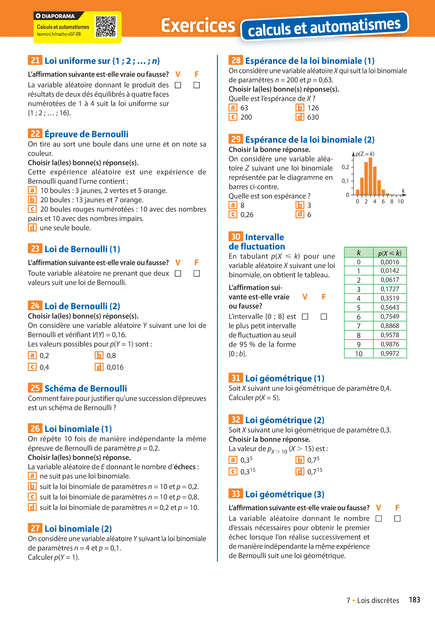 DIAPORAMA
Calculs et automatismes
lienmini.fr/maths-c07-08
Exercices calculs et automatismes
21 Loi uniforme sur {1 ; 2 ; … ; n}
L'affirmation suivante est-elle vraie ou fausse? V F
La variable aléatoire donnant le produit des
résultats de deux dés équilibrés à quatre faces
numérotées de 1 à 4 suit la loi uniforme sur
{1 ; 2 ; … ; 16}.
22 Épreuve de Bernoulli
On tire au sort une boule dans une urne et on note sa
couleur.
Choisir la(les) bonne(s) réponse(s).
Cette expérience aléatoire est une expérience de
Bernoulli quand l'urne contient :
a 10 boules : 3 jaunes, 2 vertes et 5 orange.
b 20 boules : 13 jaunes et 7 orange.
c 20 boules rouges numérotées : 10 avec des nombres
pairs et 10 avec des nombres impairs.
d une seule boule.
23 Loi de Bernoulli (1)
L'affirmation suivante est-elle vraie ou fausse? V F
Toute variable aléatoire ne prenant que deux
valeurs suit une loi de Bernoulli.
24 Loi de Bernoulli (2)
Choisir la(les) bonne(s) réponse(s).
On considère une variable aléatoire Y suivant une loi de
Bernoulli et vérifiant V(Y) = 0,16.
Les valeurs possibles pour p(Y = 1) sont :
a 0,2 b 0,8
c 0,4 d 0,016
25 Schéma de Bernoulli
Comment faire pour justifier qu'une succession d'épreuves
est un schéma de Bernoulli ?
26 Loi binomiale (1)
On répète 10 fois de manière indépendante la même
épreuve de Bernoulli de paramètre p = 0,2.
Choisir la(les) bonne(s) réponse(s).
La variable aléatoire de E donnant le nombre d'échecs :
a ne suit pas une loi binomiale.
b suit la loi binomiale de paramètres n = 10 et p = 0,2.
c suit la loi binomiale de paramètres n = 10 et p = 0,8.
d suit la loi binomiale de paramètres n = 0,2 et p = 10.
27 Loi binomiale (2)
On considère une variable aléatoire Y suivant la loi binomiale
de paramètres n = 4 et p = 0,1.
Calculer p(Y = 1).
28 Espérance de la loi binomiale (1)
On considère une variable aléatoire X qui suit la loi binomiale
de paramètres n = 200 et p = 0,63.
Choisir la(les) bonne(s) réponse(s).
Quelle est l'espérance de X ?
a 63 b 126
c 200 d 630
29 Espérance de la loi binomiale (2)
Choisir la bonne réponse.
On considère une variable aléa-
toire Z suivant une loi binomiale
représentée par le diagramme en
barres ci-contre.
Quelle est son espérance ?
a 8 b 3
c 0,26 d 6
p(Z = k)
0,2
0,1
0
k
0 2 4 6 8 10
30 Intervalle
de fluctuation
En tabulant p(X ⩽ k) pour une
variable aléatoire X suivant une loi
binomiale, on obtient le tableau.
L'affirmation sui-
vante est-elle vraie V F
ou fausse?
L'intervalle [0 ; 8] est
le plus petit intervalle
de fluctuation au seuil
de 95 % de la forme
[0 ; b].
k p(X ⩽ k)
0 0,0016
1 0,0142
2 0,0617
3 0,1727
4 0,3519
5 0,5643
6 0,7549
7 0,8868
8 0,9578
9 0,9876
10 0,9972
31 Loi géométrique (1)
Soit X suivant une loi géométrique de paramètre 0,4.
Calculer p(X = 5).
32 Loi géométrique (2)
Soit X suivant une loi géométrique de paramètre 0,3.
Choisir la bonne réponse.
La valeur de pX > 10 (X > 15) est :
a 0,3⁵ b 0,7⁵
c 0,3¹⁵ d 0,7¹⁵
33 Loi géométrique (3)
L'affirmation suivante est-elle vraie ou fausse? V F
La variable aléatoire donnant le nombre
d'essais nécessaires pour obtenir le premier
échec lorsque l'on réalise successivement et
de manière indépendante la même expérience
de Bernoulli suit une loi géométrique.
7 • Lois discrètes 183